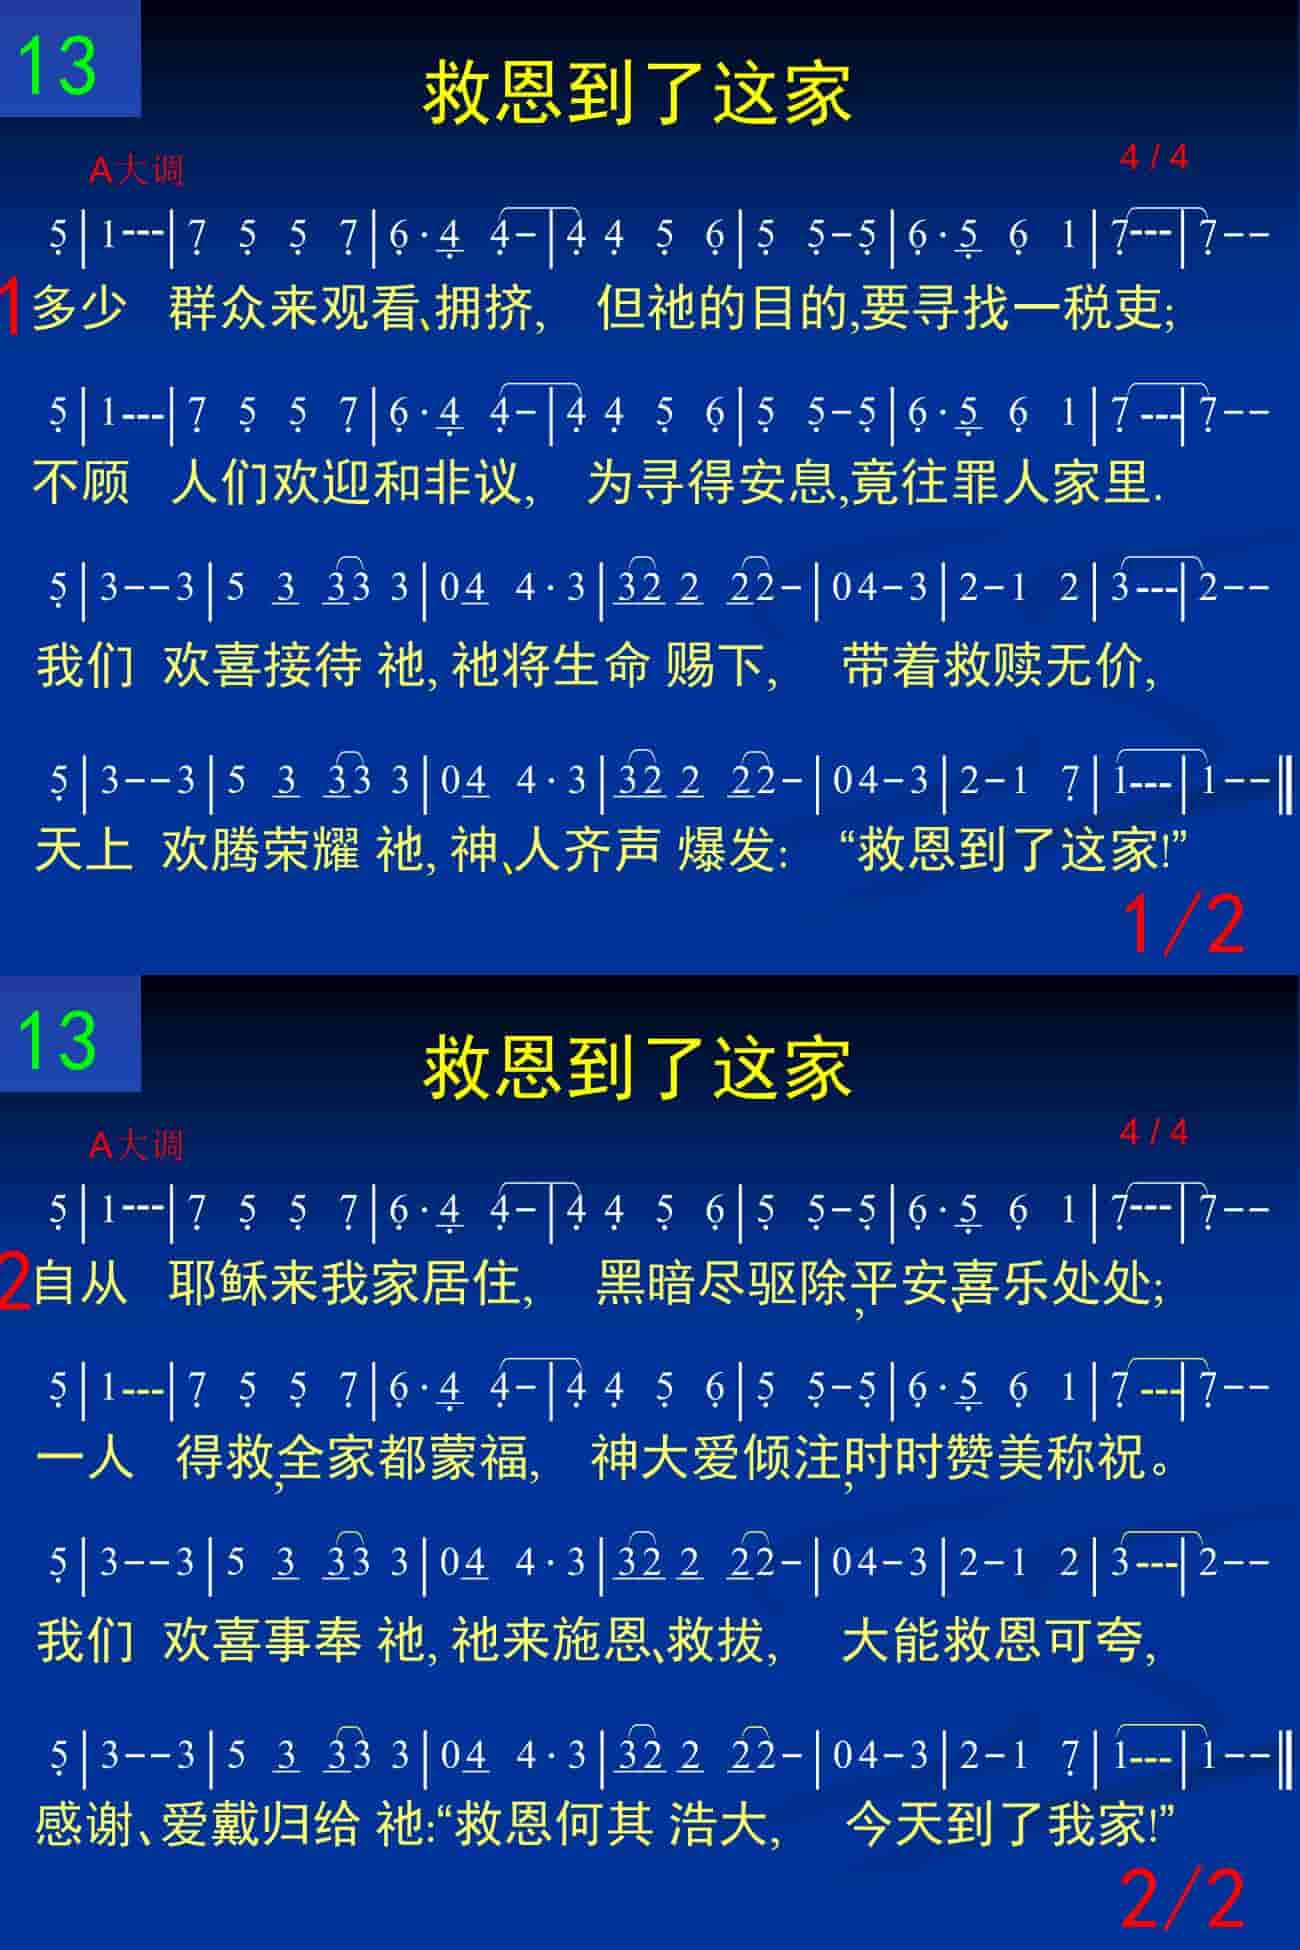 13
救恩到了这家
A大调
4 / 4
5|1---|7 5 5 7|6·4 4-|4 4 5 6|5 5-5|6·5 6 1|7---|7--
1多少 群众来观看、拥挤, 但祂的目的,要寻找一税吏;
5|1---|7 5 5 7|6·4 4-|4 4 5 6|5 5-5|6·5 6 1|7---|7--
不顾 人们欢迎和非议, 为寻得安息,竟往罪人家里.
5|3--3|5 3 33 3|04 4·3|32 2 22-|04-3|2-1 2|3---|2--
我们 欢喜接待 祂, 祂将生命 赐下, 带着救赎无价,
5|3--3|5 3 33 3|04 4·3|32 2 22-|04-3|2-1 7|1---|1--‖
天上 欢腾荣耀 祂, 神、人齐声 爆发: “救恩到了这家!”
1/2
13
救恩到了这家
A大调
4 / 4
5|1---|7 5 5 7|6·4 4-|4 4 5 6|5 5-5|6·5 6 1|7---|7--
2自从 耶稣来我家居住, 黑暗尽驱除,平安、喜乐处处;
5|1---|7 5 5 7|6·4 4-|4 4 5 6|5 5-5|6·5 6 1|7---|7--
一人 得救,全家都蒙福, 神大爱倾注,时时赞美称祝。
5|3--3|5 3 33 3|04 4·3|32 2 22-|04-3|2-1 2|3---|2--
我们 欢喜事奉 祂, 祂来施恩、救拔, 大能救恩可夸,
5|3--3|5 3 33 3|04 4·3|32 2 22-|04-3|2-1 7|1---|1--‖
感谢、爱戴归给 祂:“救恩何其 浩大, 今天到了我家!”
2/2